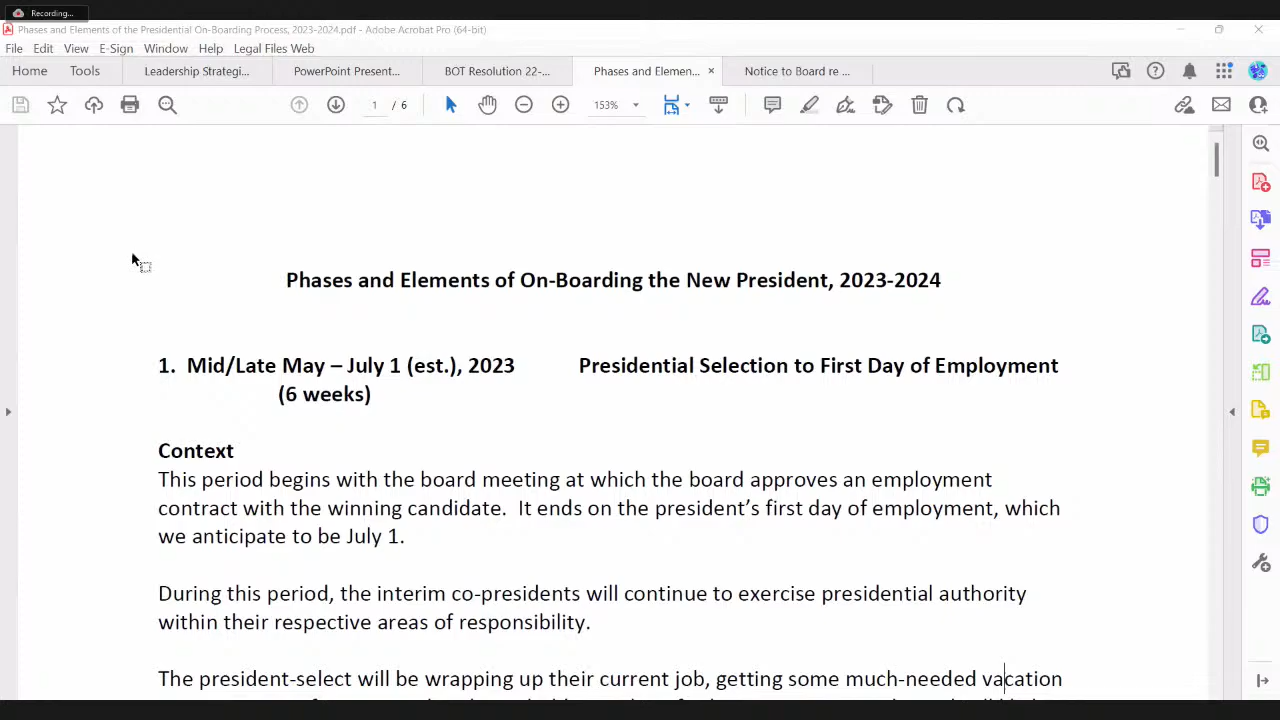 Recording...
Phases and Elements of the Presidential On-Boarding Process, 2023-2024.pdf - Adobe Acrobat Pro (64-bit)
File Edit View E-Sign Window Help Legal Files Web
Home Tools Leadership Strategi... PowerPoint Present... BOT Resolution 22-... Phases and Elemen... × Notice to Board re ...
1 / 6 153%
Phases and Elements of On-Boarding the New President, 2023-2024
1. Mid/Late May – July 1 (est.), 2023 Presidential Selection to First Day of Employment
(6 weeks)
Context
This period begins with the board meeting at which the board approves an employment
contract with the winning candidate. It ends on the president’s first day of employment, which
we anticipate to be July 1.
During this period, the interim co-presidents will continue to exercise presidential authority
within their respective areas of responsibility.
The president-select will be wrapping up their current job, getting some much-needed vacation